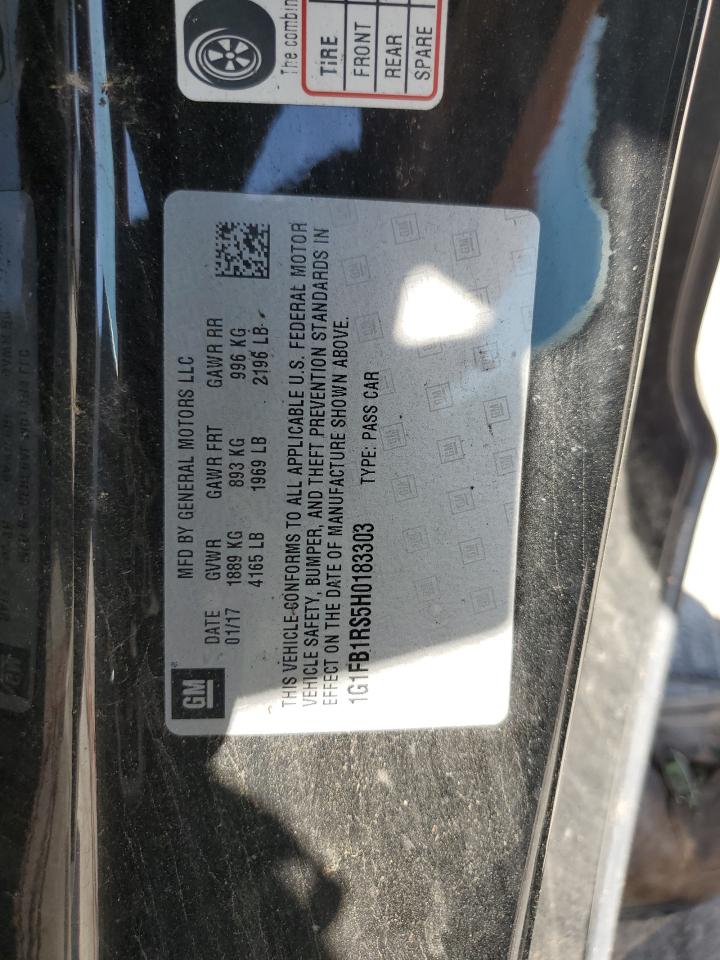 The combin
TIRE
FRONT
REAR
SPARE
GM
MFD BY GENERAL MOTORS LLC
DATE GVWR GAWR FRT GAWR RR
01/17 1889 KG 893 KG 996 KG
4165 LB 1969 LB 2196 LB
THIS VEHICLE CONFORMS TO ALL APPLICABLE U.S. FEDERAL MOTOR
VEHICLE SAFETY, BUMPER, AND THEFT PREVENTION STANDARDS IN
EFFECT ON THE DATE OF MANUFACTURE SHOWN ABOVE.
1G1FB1RS5H0183303 TYPE: PASS CAR